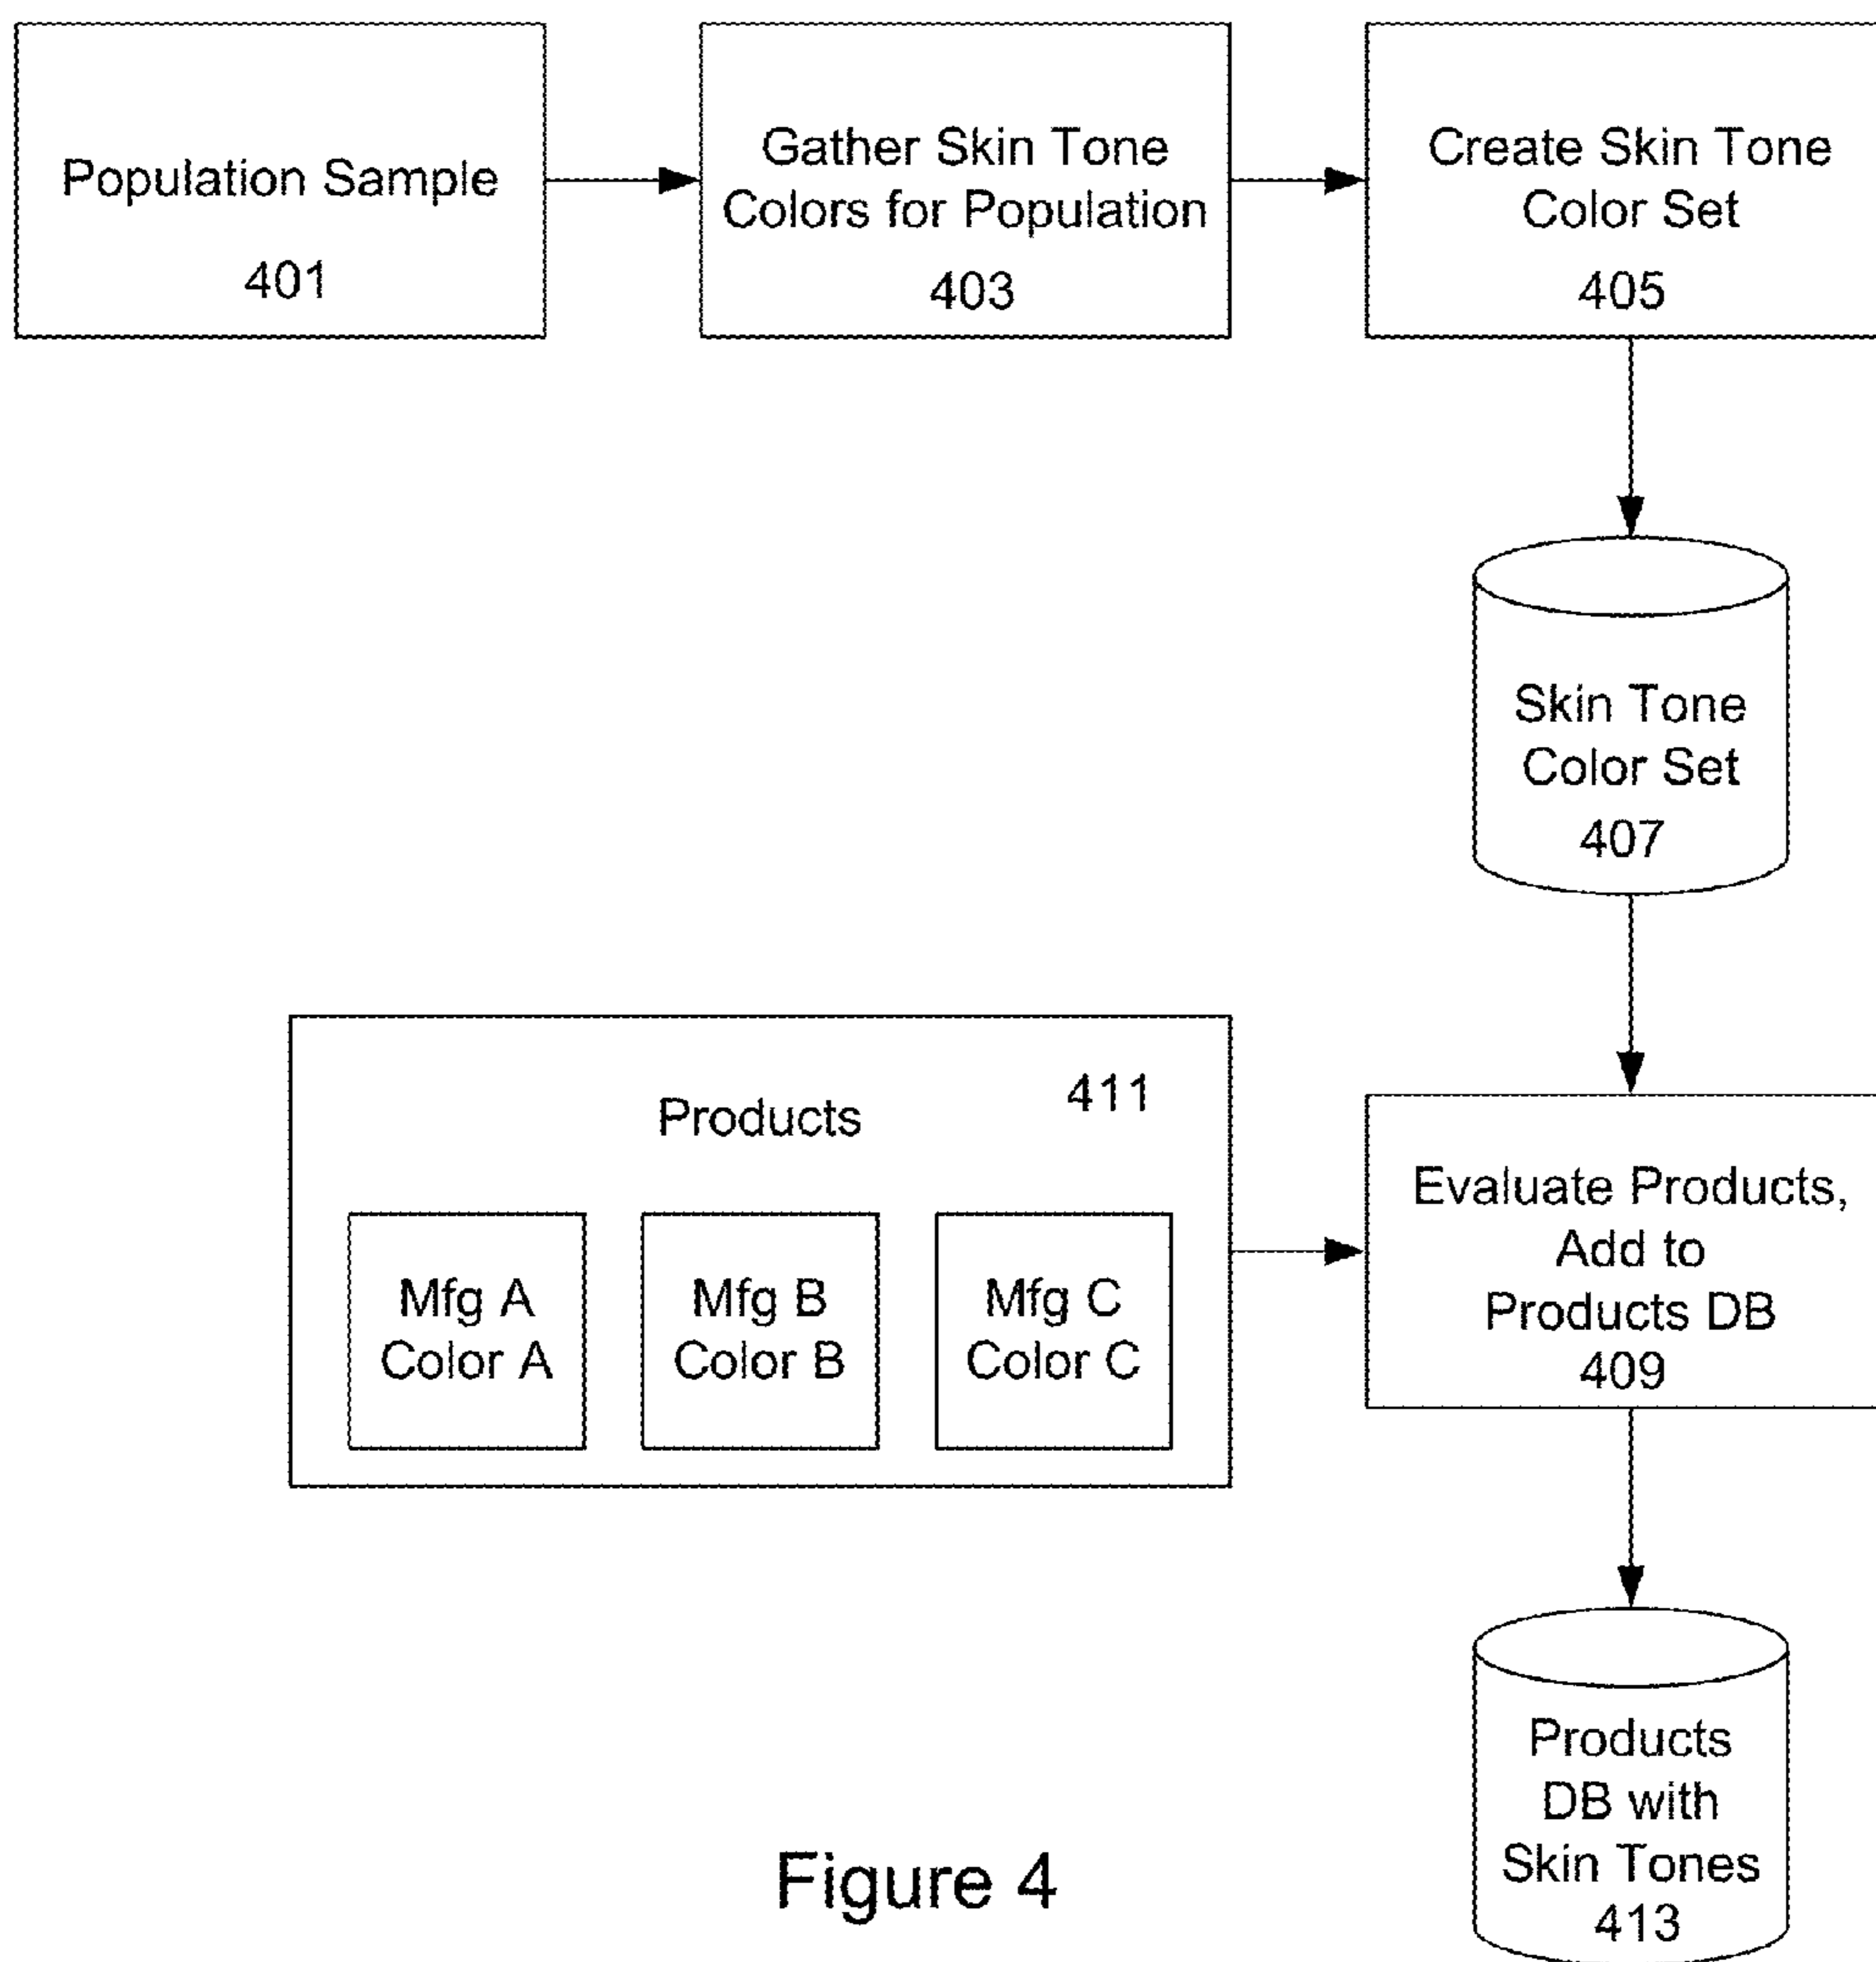 Population Sample
401
Gather Skin Tone
Colors for Population
403
Create Skin Tone
Color Set
405
Skin Tone
Color Set
407
Products
411
Mfg A
Color A
Mfg B
Color B
Mfg C
Color C
Evaluate Products,
Add to
Products DB
409
Products
DB with
Skin Tones
413
Figure 4